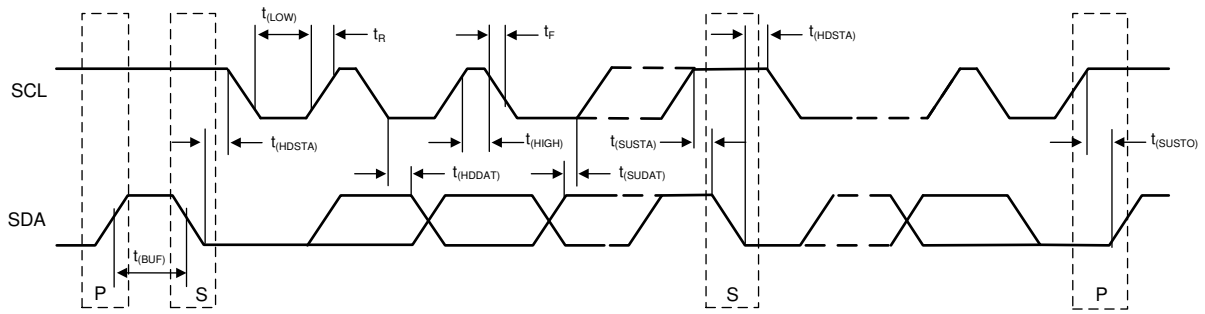 t(LOW)
tR
tF
t(HDSTA)
SCL
t(HDSTA)
t(HIGH)
t(SUSTA)
t(SUSTO)
t(HDDAT)
t(SUDAT)
SDA
t(BUF)
P
S
S
P